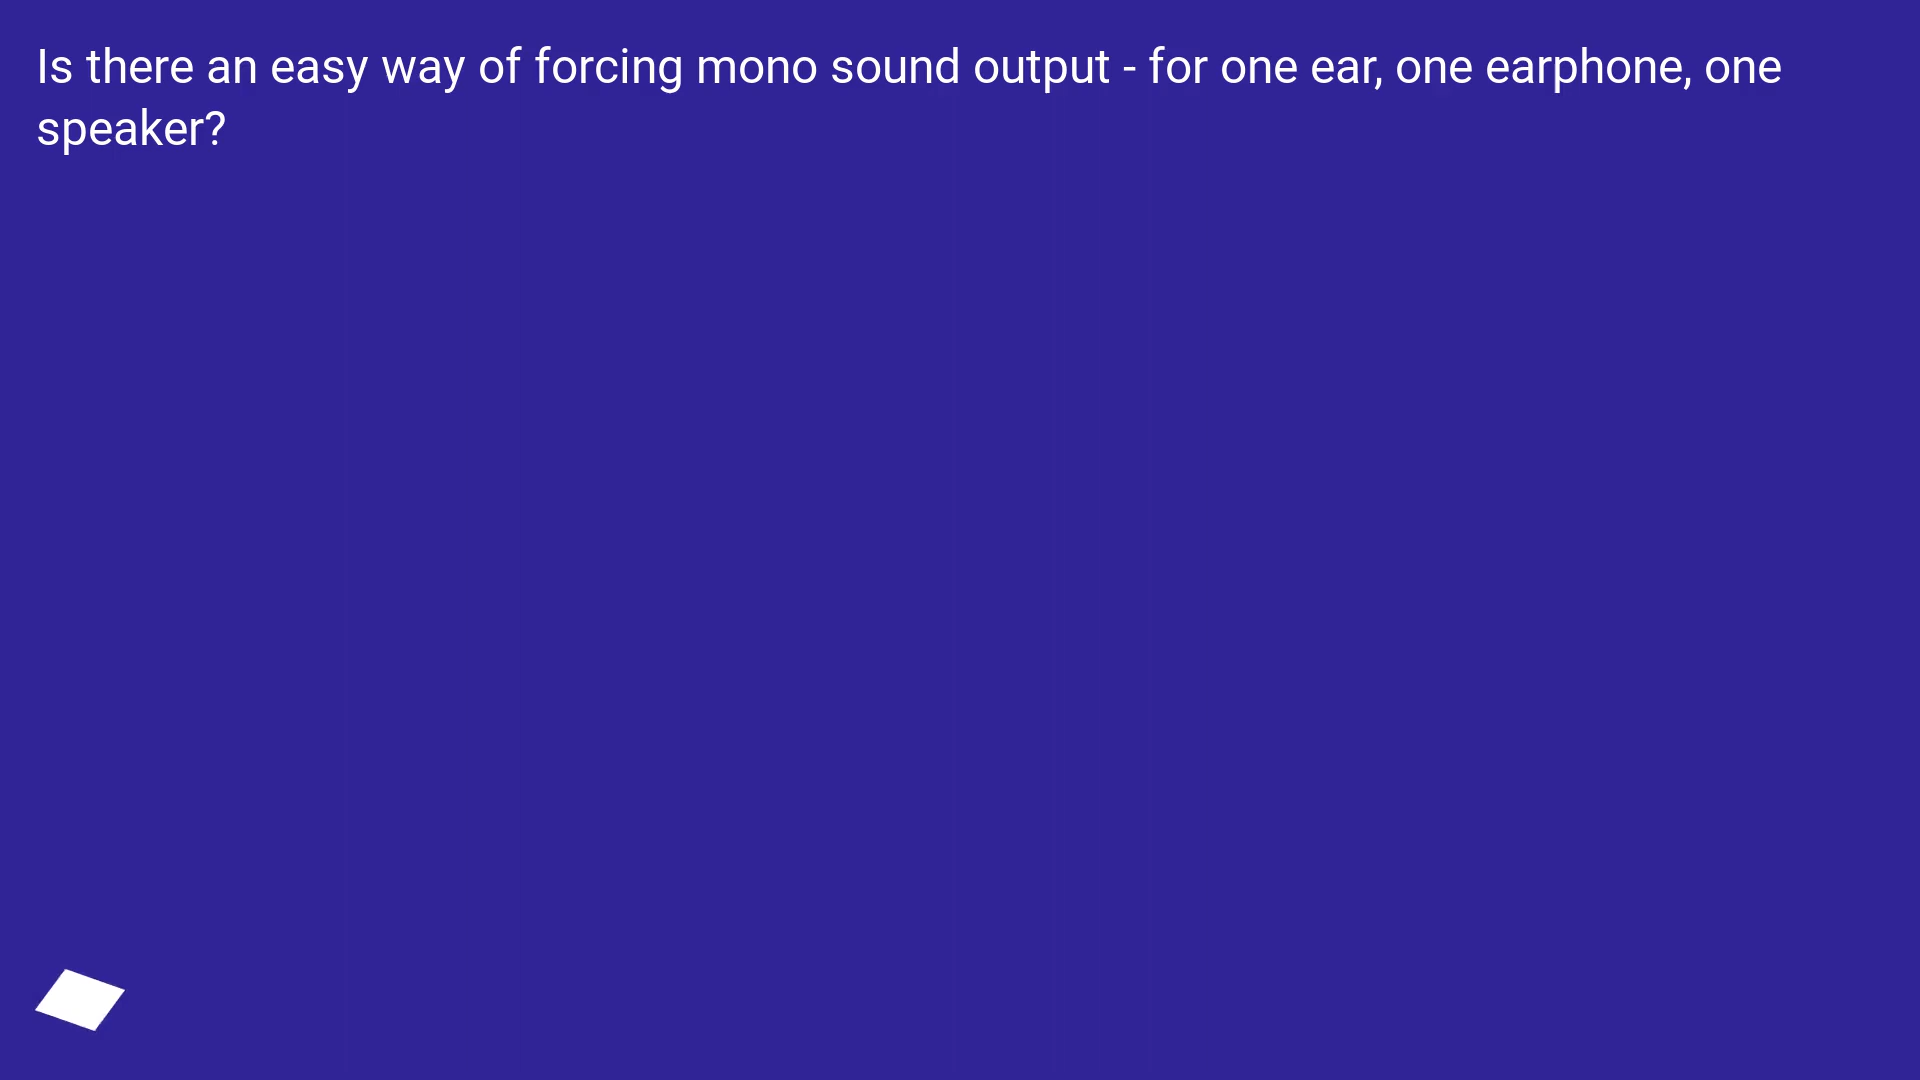 Is there an easy way of forcing mono sound output - for one ear, one earphone, one
speaker?